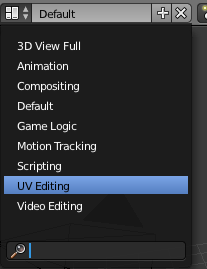 Default
3D View Full
Animation
Compositing
Default
Game Logic
Motion Tracking
Scripting
UV Editing
Video Editing